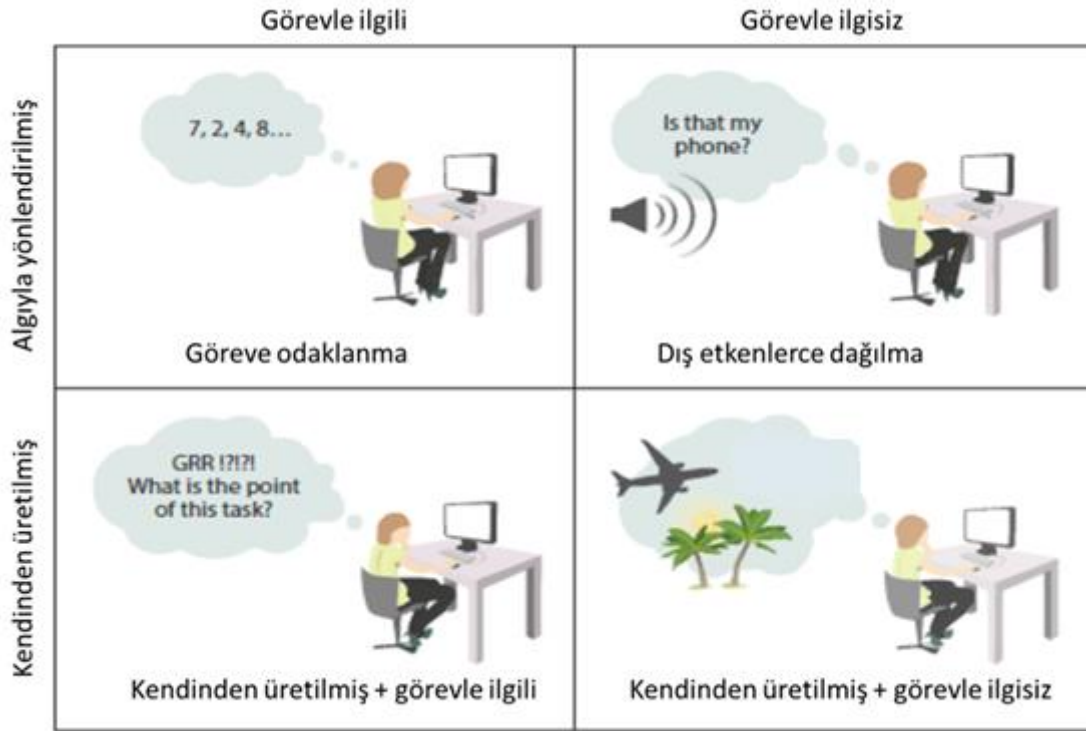 Görevle ilgili
Görevle ilgisiz
Algıyla yönlendirilmiş
7, 2, 4, 8...
Göreve odaklanma
Is that my
phone?
Dış etkenlerce dağılma
Kendinden üretilmiş
GRR !?!?!
What is the point
of this task?
Kendinden üretilmiş + görevle ilgili
Kendinden üretilmiş + görevle ilgisiz